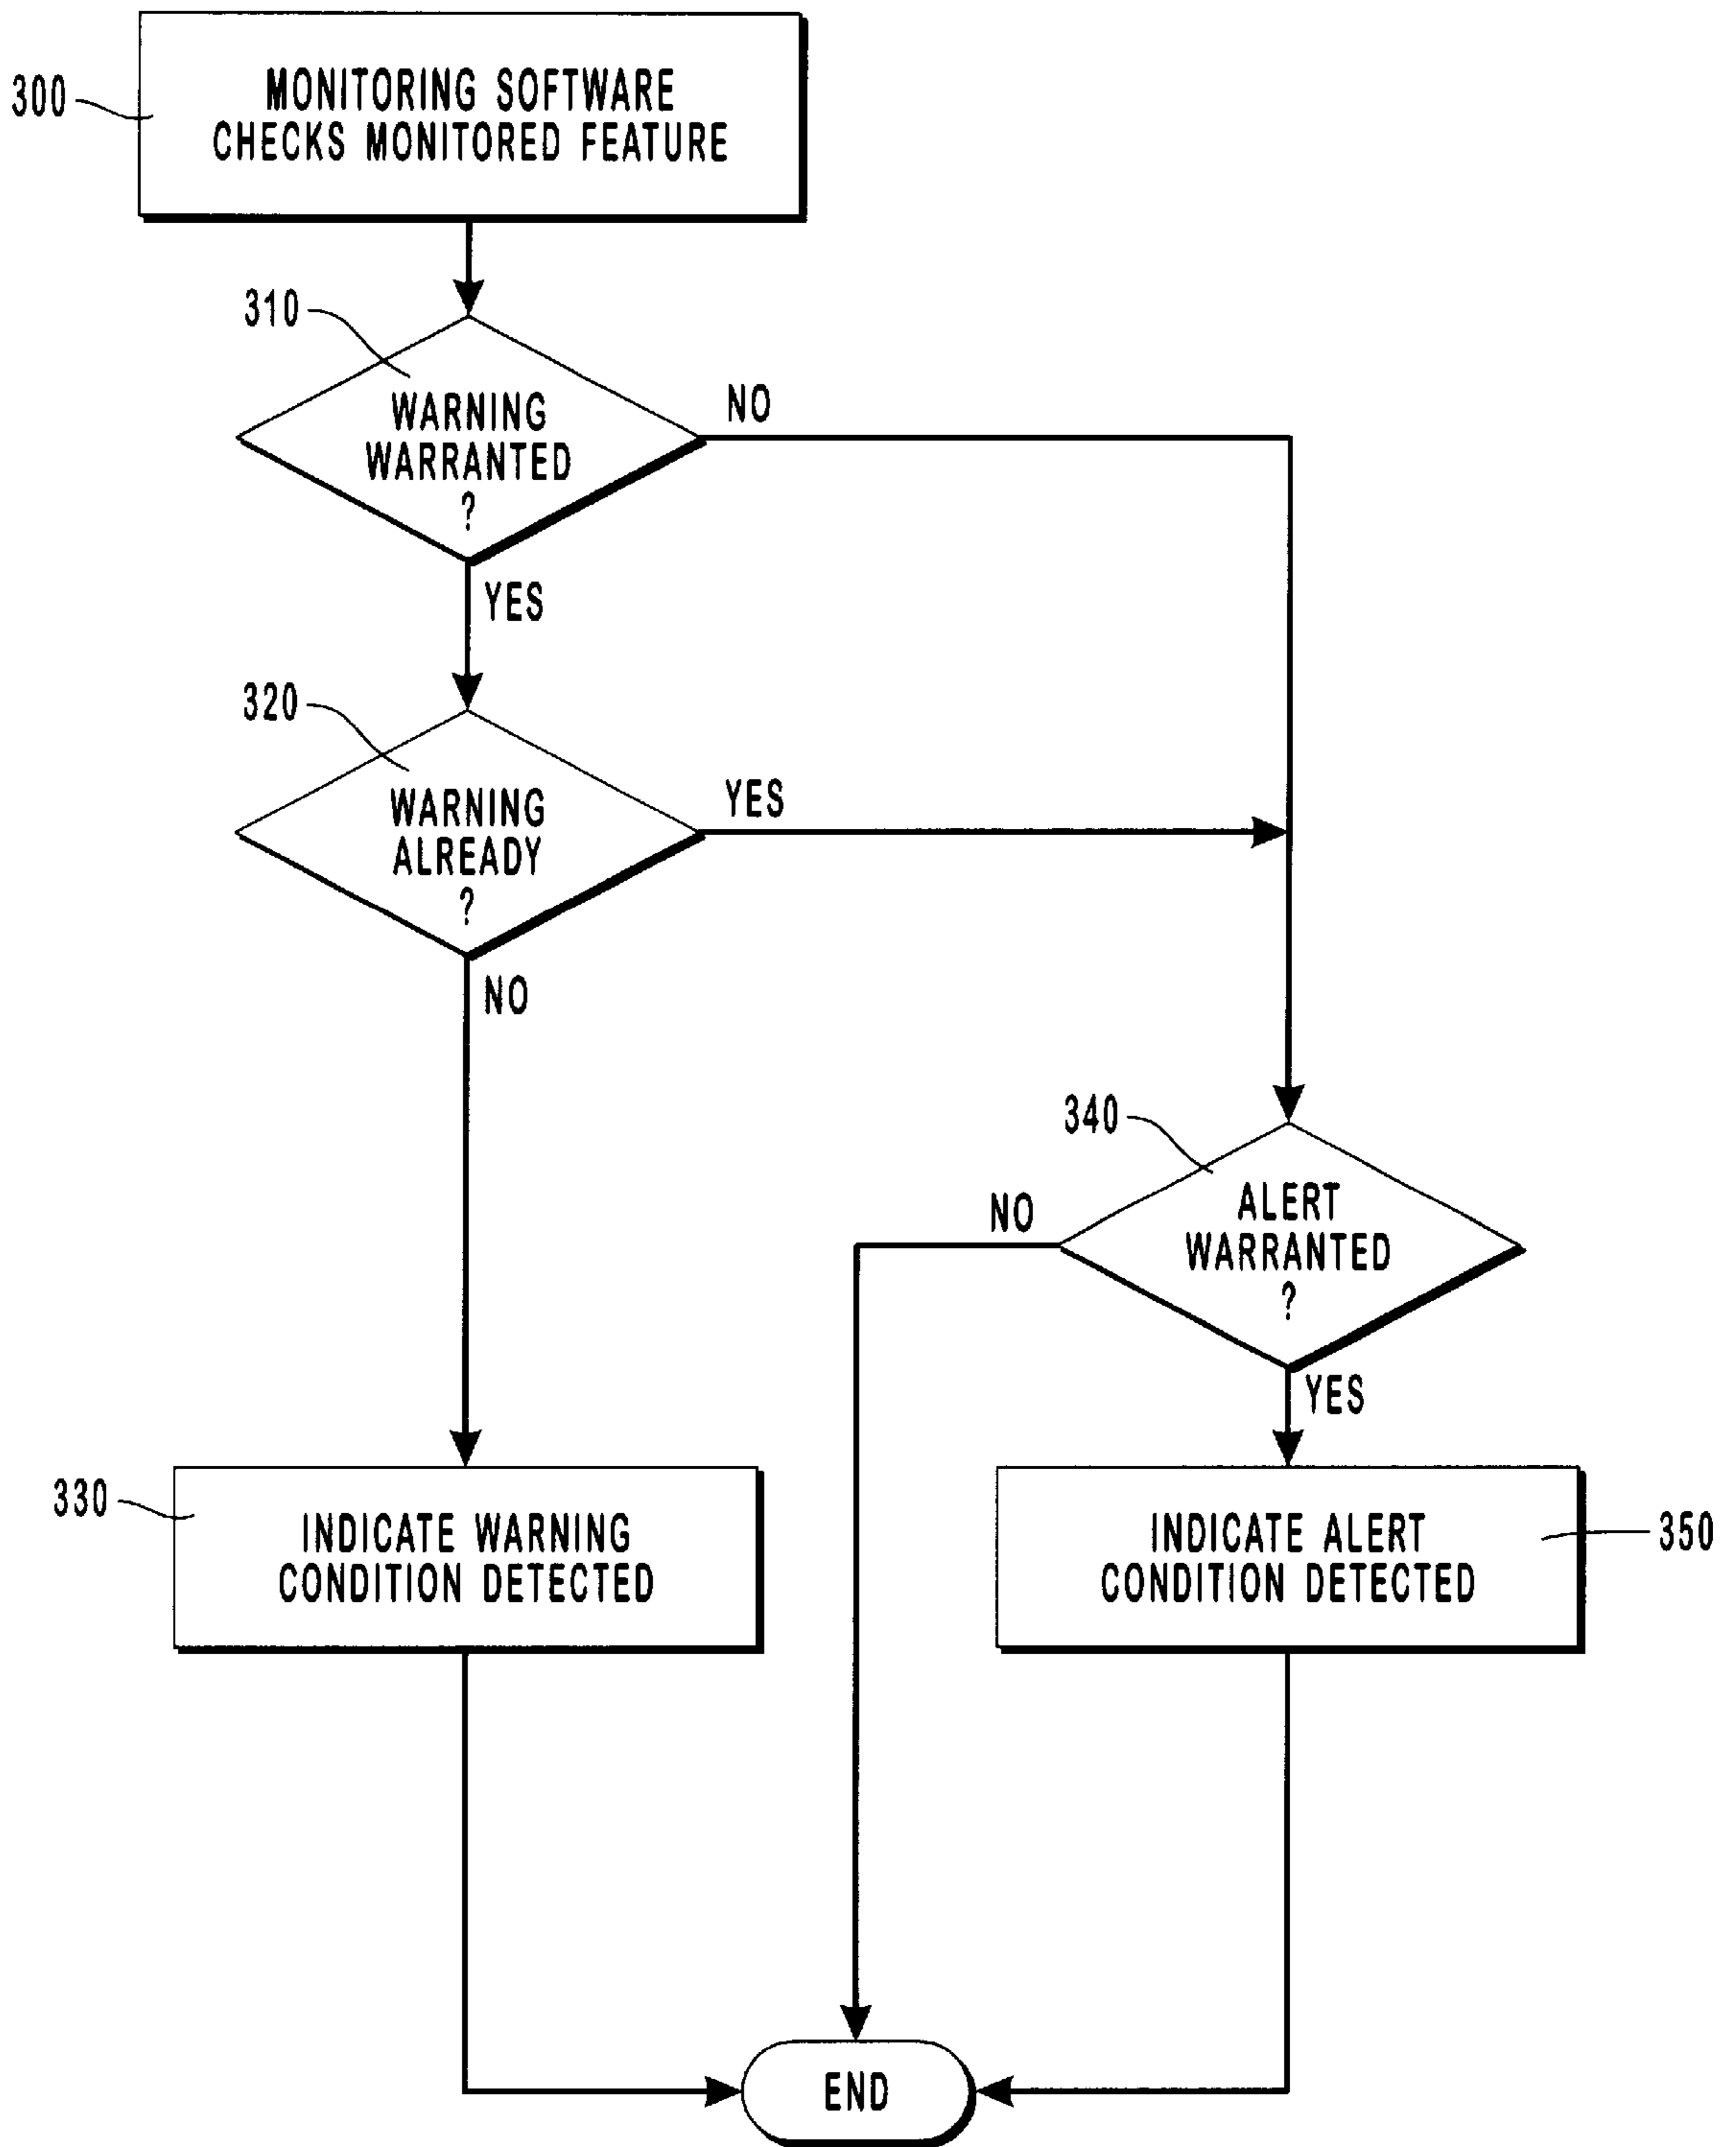 300
MONITORING SOFTWARE
CHECKS MONITORED FEATURE
310
WARNING
WARRANTED
?
NO
YES
320
WARNING
ALREADY
?
YES
NO
340
ALERT
WARRANTED
?
NO
YES
330
INDICATE WARNING
CONDITION DETECTED
INDICATE ALERT
CONDITION DETECTED
350
END